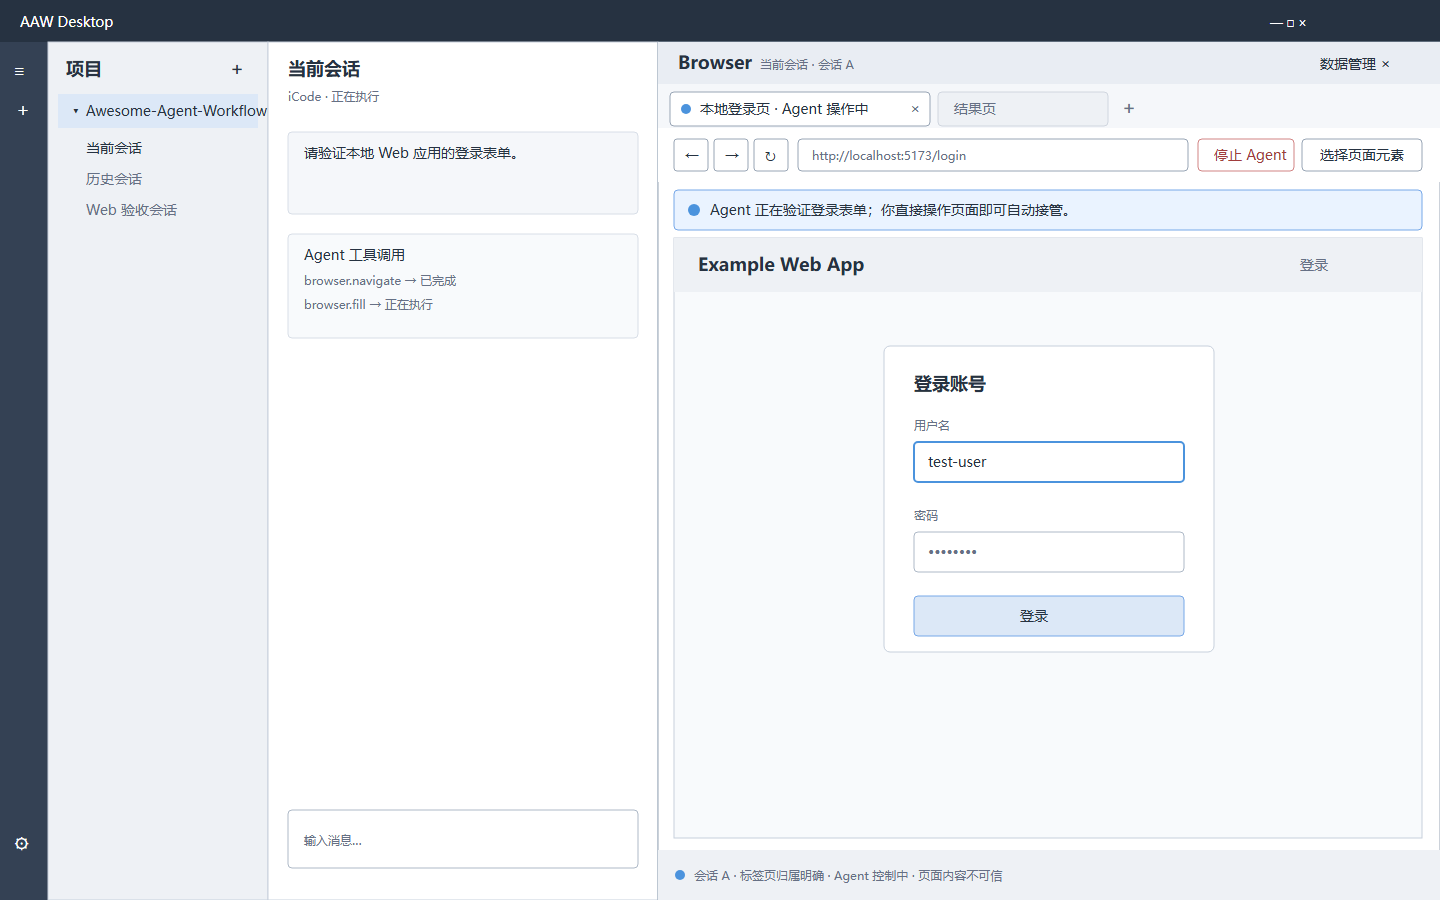 AAW Desktop
项目 +
▾ Awesome-Agent-Workflow
当前会话
历史会话
Web 验收会话
当前会话
iCode · 正在执行
请验证本地 Web 应用的登录表单。
Agent 工具调用
browser.navigate → 已完成
browser.fill → 正在执行
输入消息...
Browser 当前会话 · 会话 A
数据管理 ×
本地登录页 · Agent 操作中 ×
结果页
+
← → ↻
http://localhost:5173/login
停止 Agent
选择页面元素
Agent 正在验证登录表单；你直接操作页面即可自动接管。
Example Web App
登录
登录账号
用户名
test-user
密码
••••••••
登录
会话 A · 标签页归属明确 · Agent 控制中 · 页面内容不可信